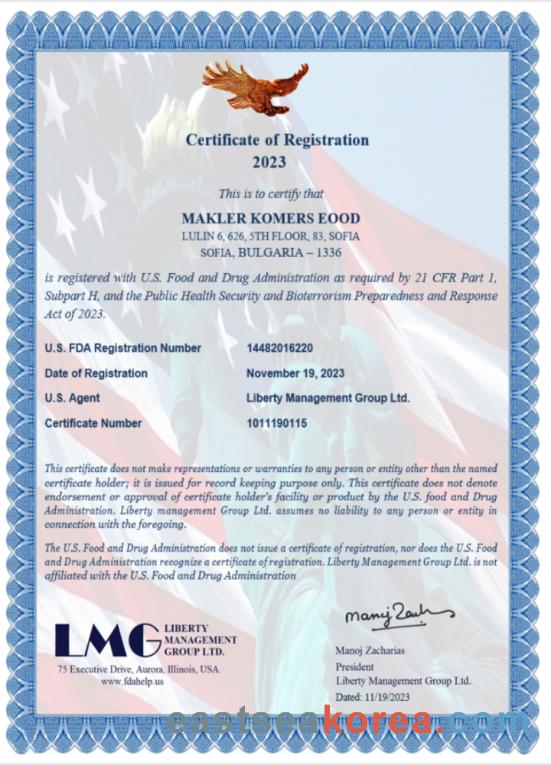 Certificate of Registration
2023
This is to certify that
MAKLER KOMERS EOOD
LULIN 6, 626, 5TH FLOOR, 83, SOFIA
SOFIA, BULGARIA – 1336
is registered with U.S. Food and Drug Administration as required by 21 CFR Part 1,
Subpart H, and the Public Health Security and Bioterrorism Preparedness and Response
Act of 2023.
U.S. FDA Registration Number 14482016220
Date of Registration November 19, 2023
U.S. Agent Liberty Management Group Ltd.
Certificate Number 1011190115
This certificate does not make representations or warranties to any person or entity other than the named
certificate holder; it is issued for record keeping purpose only. This certificate does not denote
endorsement or approval of certificate holder's facility or product by the U.S. food and Drug
Administration. Liberty management Group Ltd. assumes no liability to any person or entity in
connection with the foregoing.
The U.S. Food and Drug Administration does not issue a certificate of registration, nor does the U.S. Food
and Drug Administration recognize a certificate of registration. Liberty Management Group Ltd. is not
affiliated with the U.S. Food and Drug Administration
LMG LIBERTY
MANAGEMENT
GROUP LTD.
75 Executive Drive, Aurora, Illinois, USA.
www.fdahelp.us
Manoj Zacharias
President
Liberty Management Group Ltd.
Dated: 11/19/2023
eastseakorea.com